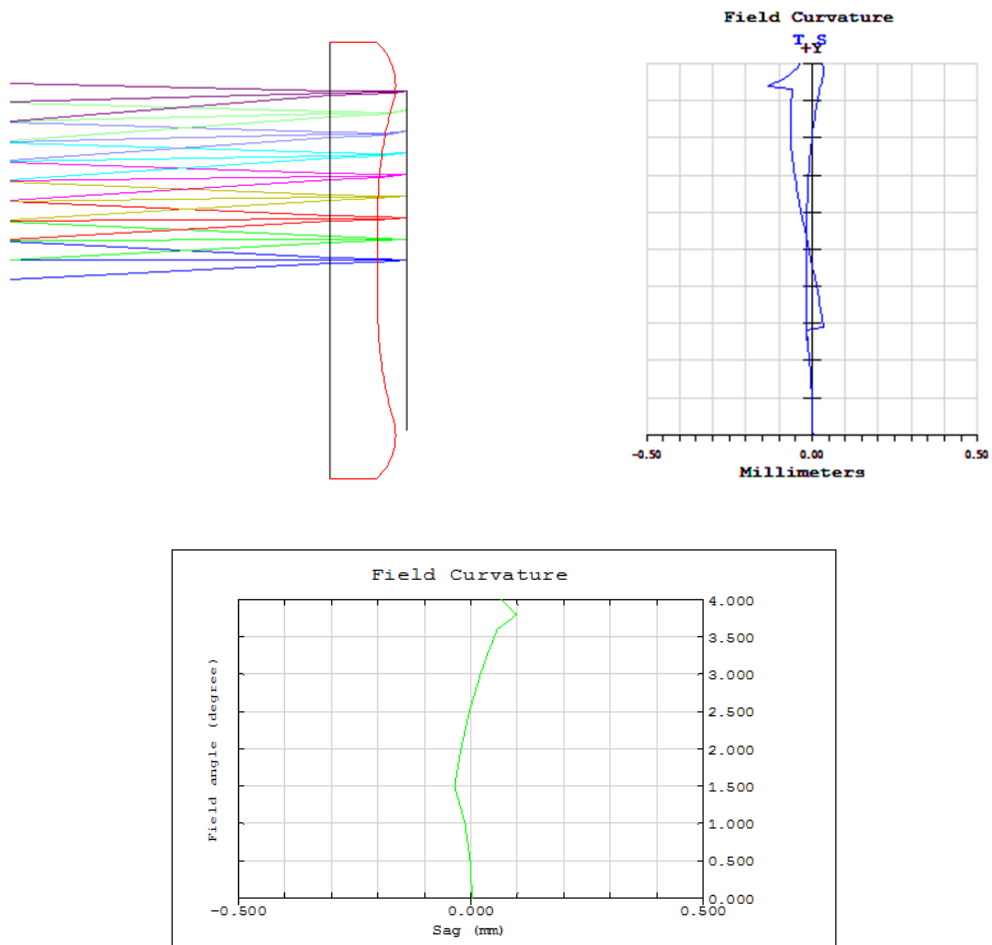 Field Curvature
T S
+Y
-0.50 0.00 0.50
Millimeters
Field Curvature
Field angle (degree)
4.000
3.500
3.000
2.500
2.000
1.500
1.000
0.500
0.000
-0.500 0.000 0.500
Sag (mm)